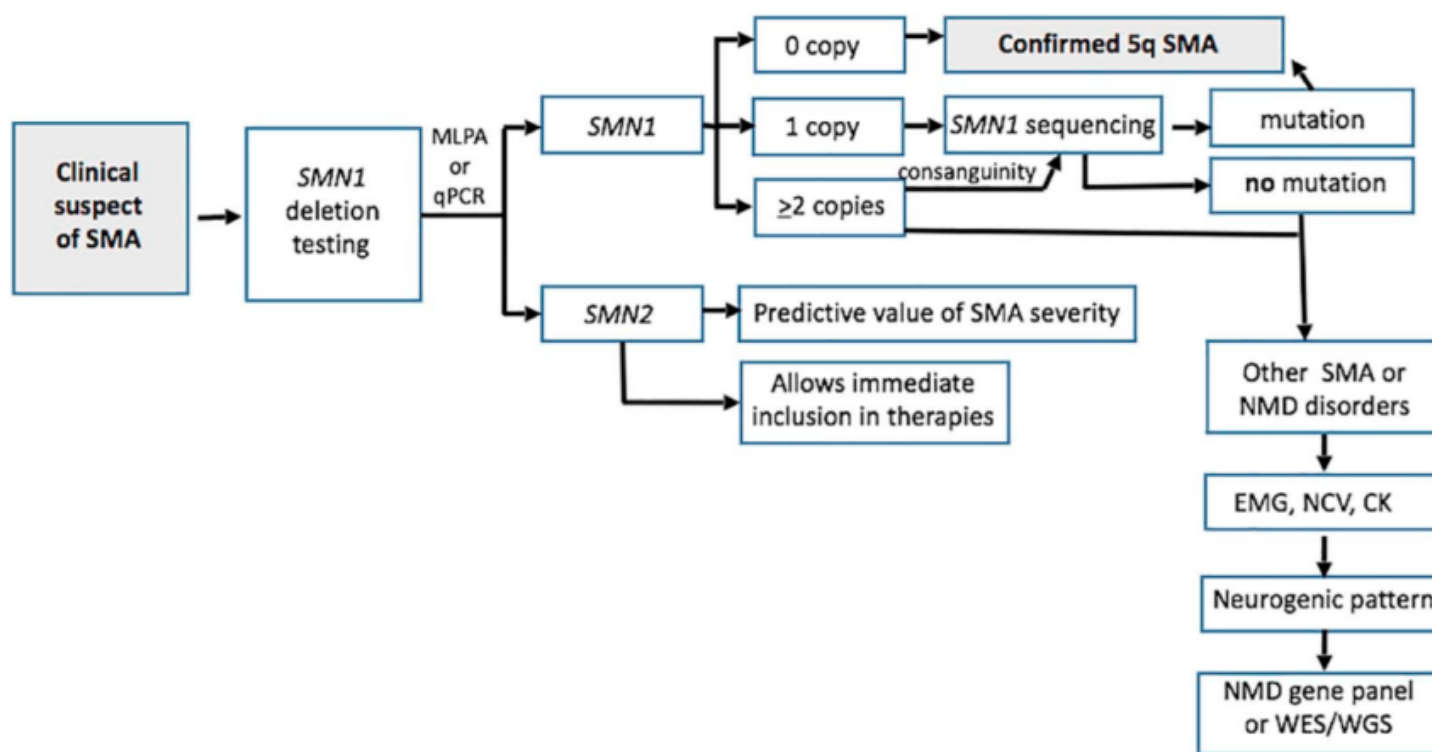 Clinical
suspect
of SMA
SMN1
deletion
testing
MLPA
or
qPCR
SMN1
0 copy
Confirmed 5q SMA
1 copy
SMN1 sequencing
mutation
consanguinity
≥2 copies
no mutation
SMN2
Predictive value of SMA severity
Allows immediate
inclusion in therapies
Other SMA or
NMD disorders
EMG, NCV, CK
Neurogenic pattern
NMD gene panel
or WES/WGS